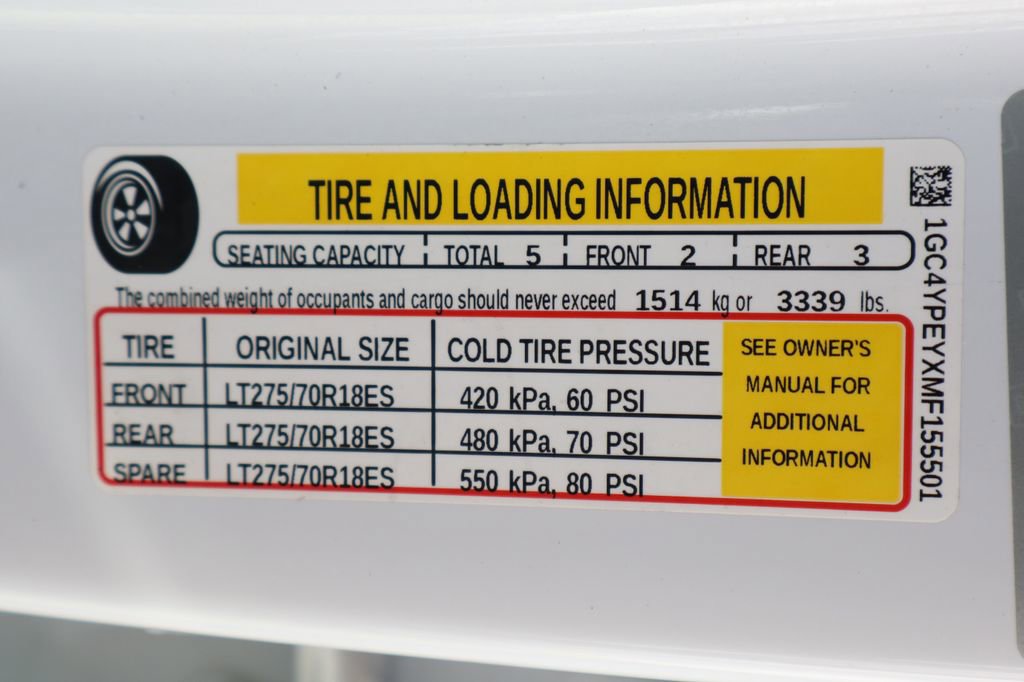 TIRE AND LOADING INFORMATION
SEATING CAPACITY TOTAL 5 FRONT 2 REAR 3
The combined weight of occupants and cargo should never exceed 1514 kg or 3339 lbs.
TIRE ORIGINAL SIZE COLD TIRE PRESSURE
FRONT LT275/70R18ES 420 kPa, 60 PSI
REAR LT275/70R18ES 480 kPa, 70 PSI
SPARE LT275/70R18ES 550 kPa, 80 PSI
SEE OWNER'S
MANUAL FOR
ADDITIONAL
INFORMATION
1GC4YPEYXMF155501